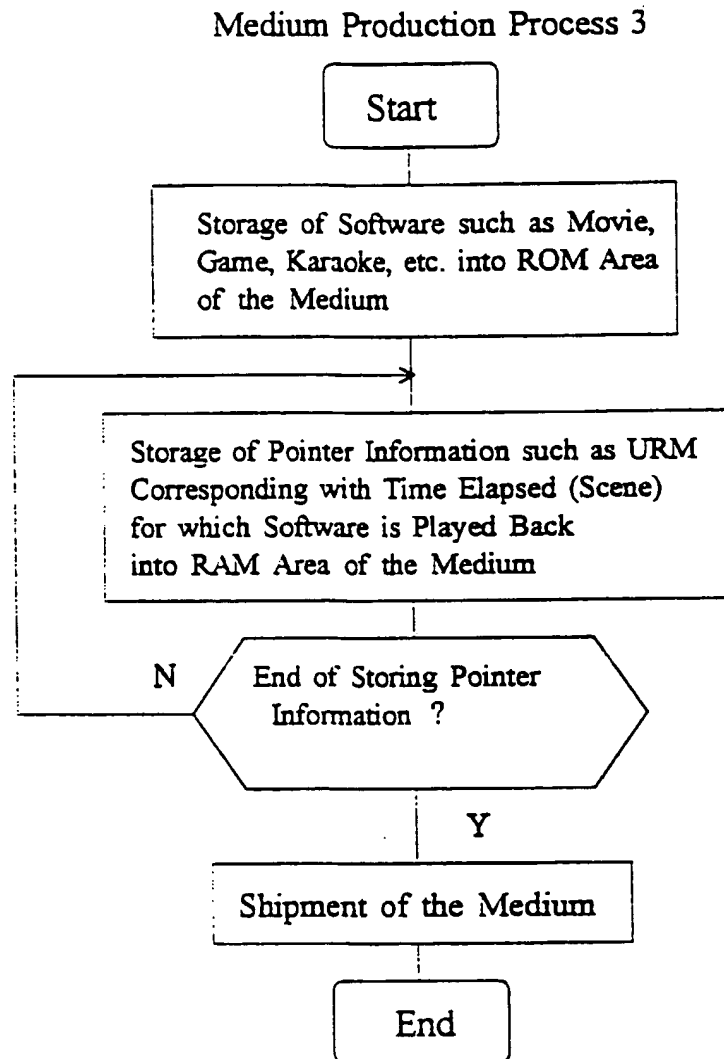 Medium Production Process 3
Start
Storage of Software such as Movie,
Game, Karaoke, etc. into ROM Area
of the Medium
Storage of Pointer Information such as URM
Corresponding with Time Elapsed (Scene)
for which Software is Played Back
into RAM Area of the Medium
N
End of Storing Pointer
Information ?
Y
Shipment of the Medium
End